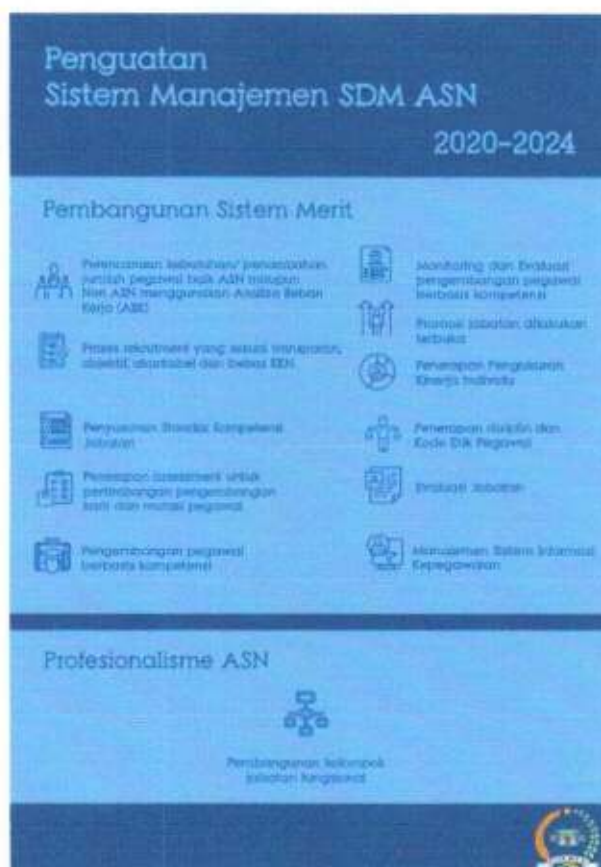 Penguatan
Sistem Manajemen SDM ASN
2020-2024
Pembangunan Sistem Merit
Perencanaan kebutuhan/ penambahan
jumlah pegawai baik ASN maupun
Non ASN menggunakan Analisa Beban
Kerja (ABK)
Proses rekruitment yang sesuai transparan,
objektif, akuntabel dan bebas KKN
Penyusunan Standar Kompetensi
Jabatan
Penerapan assessment untuk
pertimbangan pengembangan
karir dan mutasi pegawai
Pengembangan pegawai
berbasis kompetensi
Monitoring dan Evaluasi
pengembangan pegawai
berbasis kompetensi
Promosi jabatan dilakukan
terbuka
Penerapan Pengukuran
Kinerja Individu
Penerapan disiplin dan
Kode Etik Pegawai
Evaluasi Jabatan
Manajemen Sistem Informasi
Kepegawaian
Profesionalisme ASN
Pembangunan kelompok
jabatan fungsional